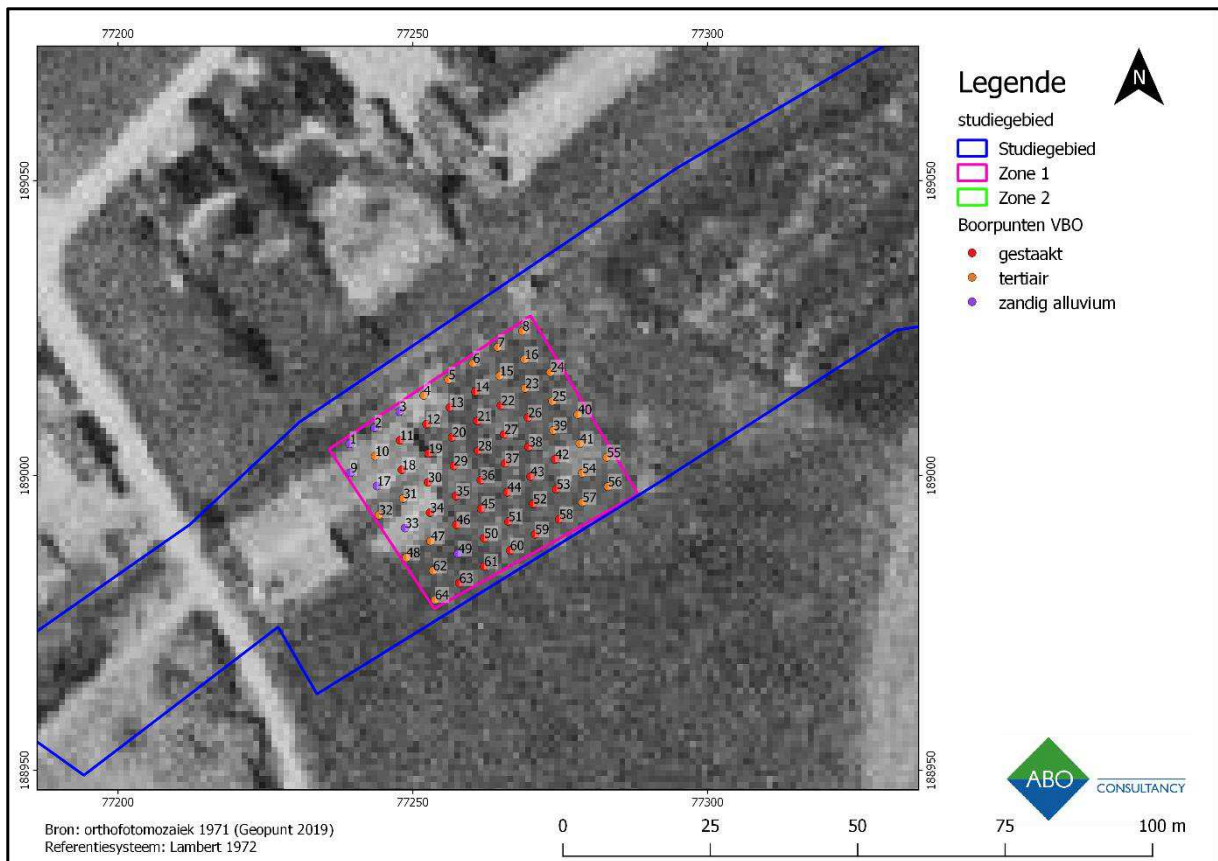 77200 77250 77300
189050 189050
189000 189000
188950 188950
77200 77250 77300
8
7
6 16
5 15 24
4 14 23
3 13 22 25
2 12 21 26 40
1 11 20 27 39
10 19 28 38 41
9 18 29 37 42 55
17 30 36 43 54
32 31 35 44 53 56
33 34 45 52 57
48 47 46 51 58
62 49 50 59
64 63 61 60
Legende
N
studiegebied
Studiegebied
Zone 1
Zone 2
Boorpunten VBO
gestaakt
tertiair
zandig alluvium
ABO CONSULTANCY
Bron: orthofotomozaiek 1971 (Geopunt 2019)
Referentiesysteem: Lambert 1972
0 25 50 75 100 m